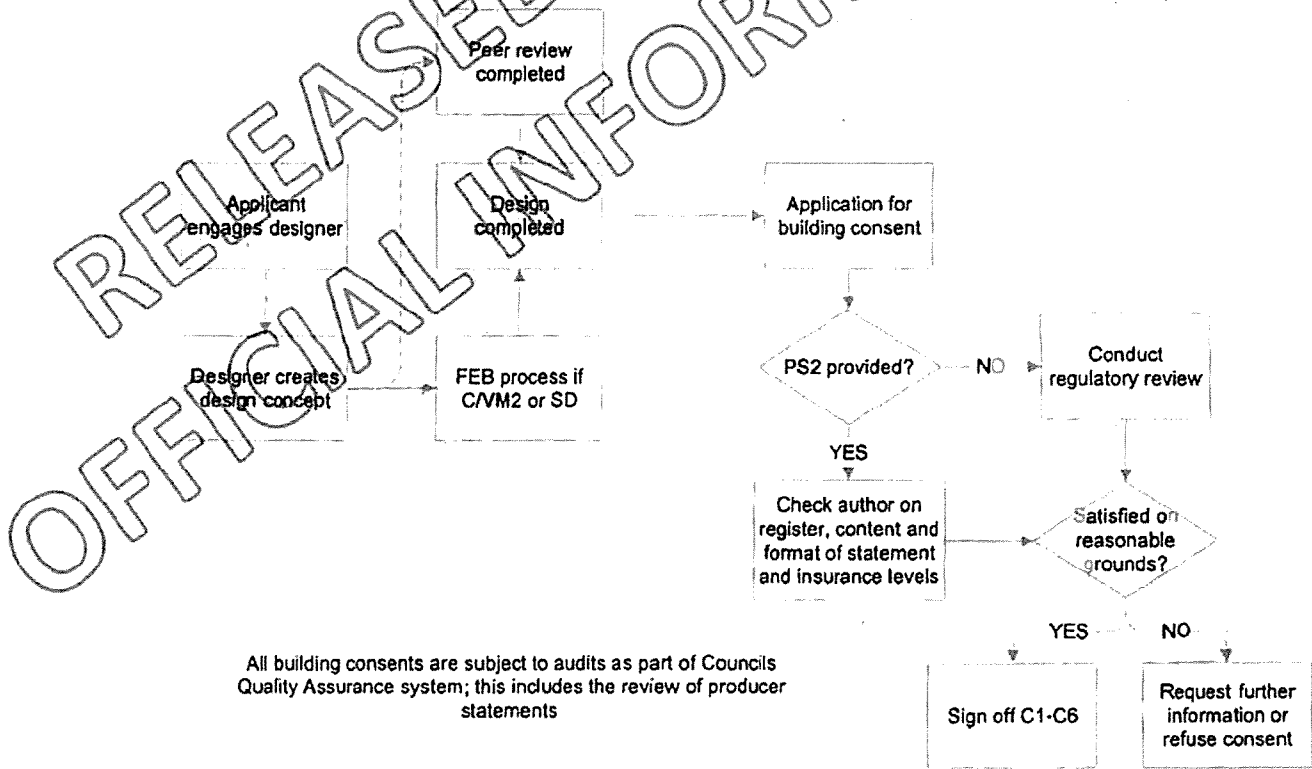 Peer review
completed
Applicant
engages designer
Design
completed
Application for
building consent
Designer creates
design concept
FEB process if
C/VM2 or SD
PS2 provided?
NO
Conduct
regulatory review
YES
Check author on
register, content and
format of statement
and insurance levels
Satisfied on
reasonable
grounds?
YES
NO
Sign off C1-C6
Request further
information or
refuse consent
All building consents are subject to audits as part of Councils
Quality Assurance system; this includes the review of producer
statements
OFFICIAL